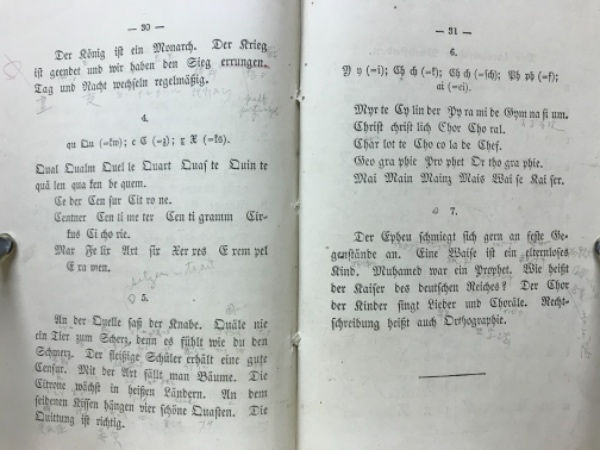 — 30 —
Der König ist ein Monarch. Der Krieg
ist geendet und wir haben den Sieg errungen.
Tag und Nacht wechseln regelmäßig.
4.
qu Qu (=kw); c C (=z); x X (=ks).
Qual Qualm Quel le Quart Quas te Quin te
quä len qua ken be quem.
Ce der Cen sur Cit ro ne.
Centner Cen ti me ter Cen ti gramm Cir-
kus Ci cho rie.
Max Fe lix Axt fix Xer xes E xem pel
E xa men.
5.
An der Quelle saß der Knabe. Quäle nie
ein Tier zum Scherz, denn es fühlt wie du den
Schmerz. Der fleißige Schüler erhält eine gute
Censur. Mit der Axt fällt man Bäume. Die
Citrone wächst in heißen Ländern. An dem
seidenen Kissen hängen vier schöne Quasten. Die
Quittung ist richtig.
— 31 —
6.
Y y (=i); Ch ch (=k); Ch ch (=sch); Ph ph (=f);
ai (=ei).
Myr te Cy lin der Py ra mi de Gym na si um.
Christ christ lich Chor Cho ral.
Char lot te Cho co la de Chef.
Geo gra phie Pro phet Or tho gra phie.
Mai Main Mainz Mais Wai se Kai ser.
7.
Der Epheu schmiegt sich gern an feste Ge-
genstände an. Eine Waise ist ein elternloses
Kind. Muhamed war ein Prophet. Wie heißt
der Kaiser des deutschen Reiches? Der Chor
der Kinder singt Lieder und Choräle. Recht-
schreibung heißt auch Orthographie.